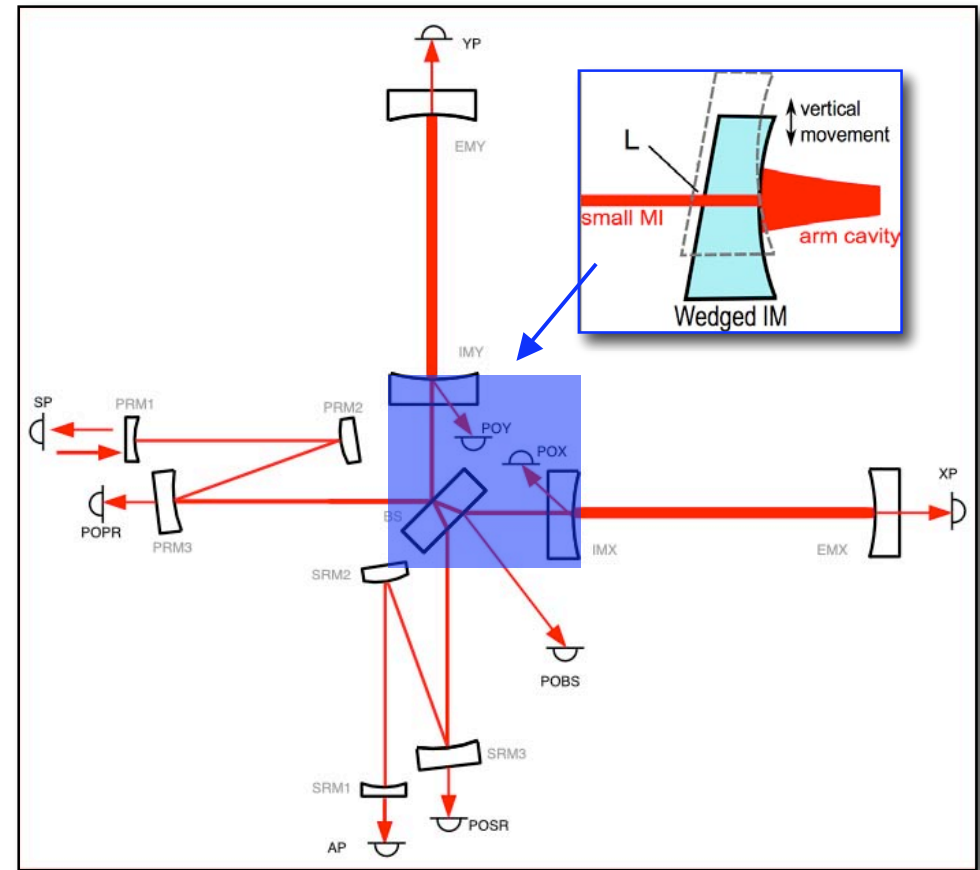 YP
EMY
vertical
movement
L
small MI
arm cavity
Wedged IM
IMY
SP
PRM1
PRM2
POY
POX
XP
POPR
BS
PRM3
IMX
EMX
SRM2
POBS
SRM3
SRM1
POSR
AP